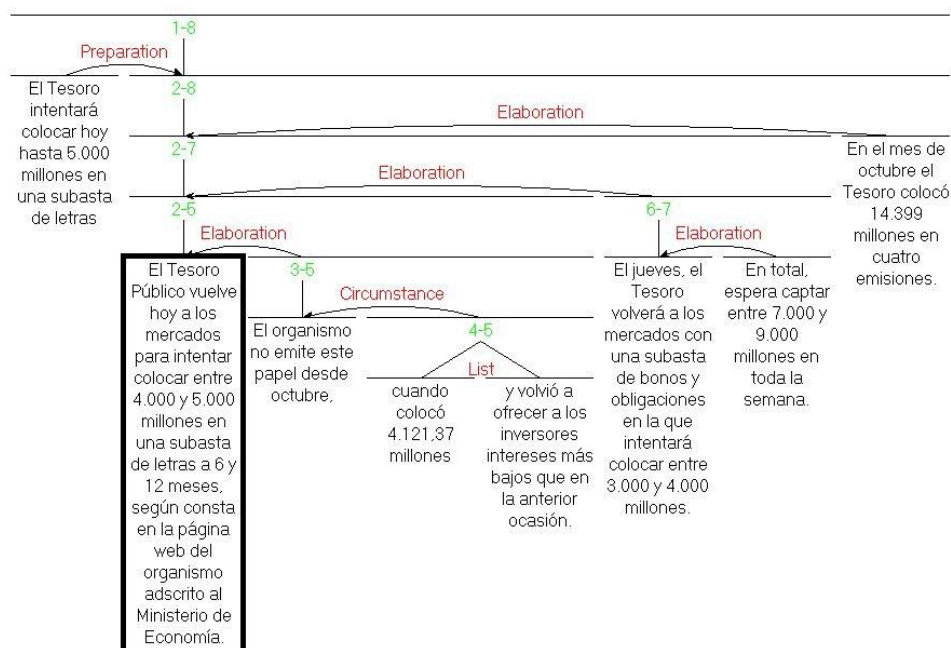 1-8
Preparation
El Tesoro
intentará
colocar hoy
hasta 5.000
millones en
una subasta
de letras
2-8
Elaboration
2-7
En el mes de
octubre el
Tesoro colocó
14.399
millones en
cuatro
emisiones.
Elaboration
2-5
6-7
Elaboration
El Tesoro
Público vuelve
hoy a los
mercados
para intentar
colocar entre
4.000 y 5.000
millones en
una subasta
de letras a 6 y
12 meses,
según consta
en la página
web del
organismo
adscrito al
Ministerio de
Economía.
3-5
Circumstance
El organismo
no emite este
papel desde
octubre,
4-5
List
cuando
colocó
4.121,37
millones
y volvió a
ofrecer a los
inversores
intereses más
bajos que en
la anterior
ocasión.
Elaboration
El jueves, el
Tesoro
volverá a los
mercados con
una subasta
de bonos y
obligaciones
en la que
intentará
colocar entre
3.000 y 4.000
millones.
En total,
espera captar
entre 7.000 y
9.000
millones en
toda la
semana.